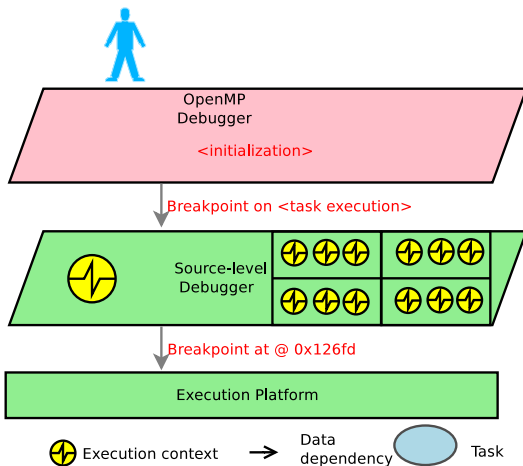 OpenMP
Debugger
<initialization>
Breakpoint on <task execution>
Source-level
Debugger
Breakpoint at @ 0x126fd
Execution Platform
Execution context
Data
dependency
Task